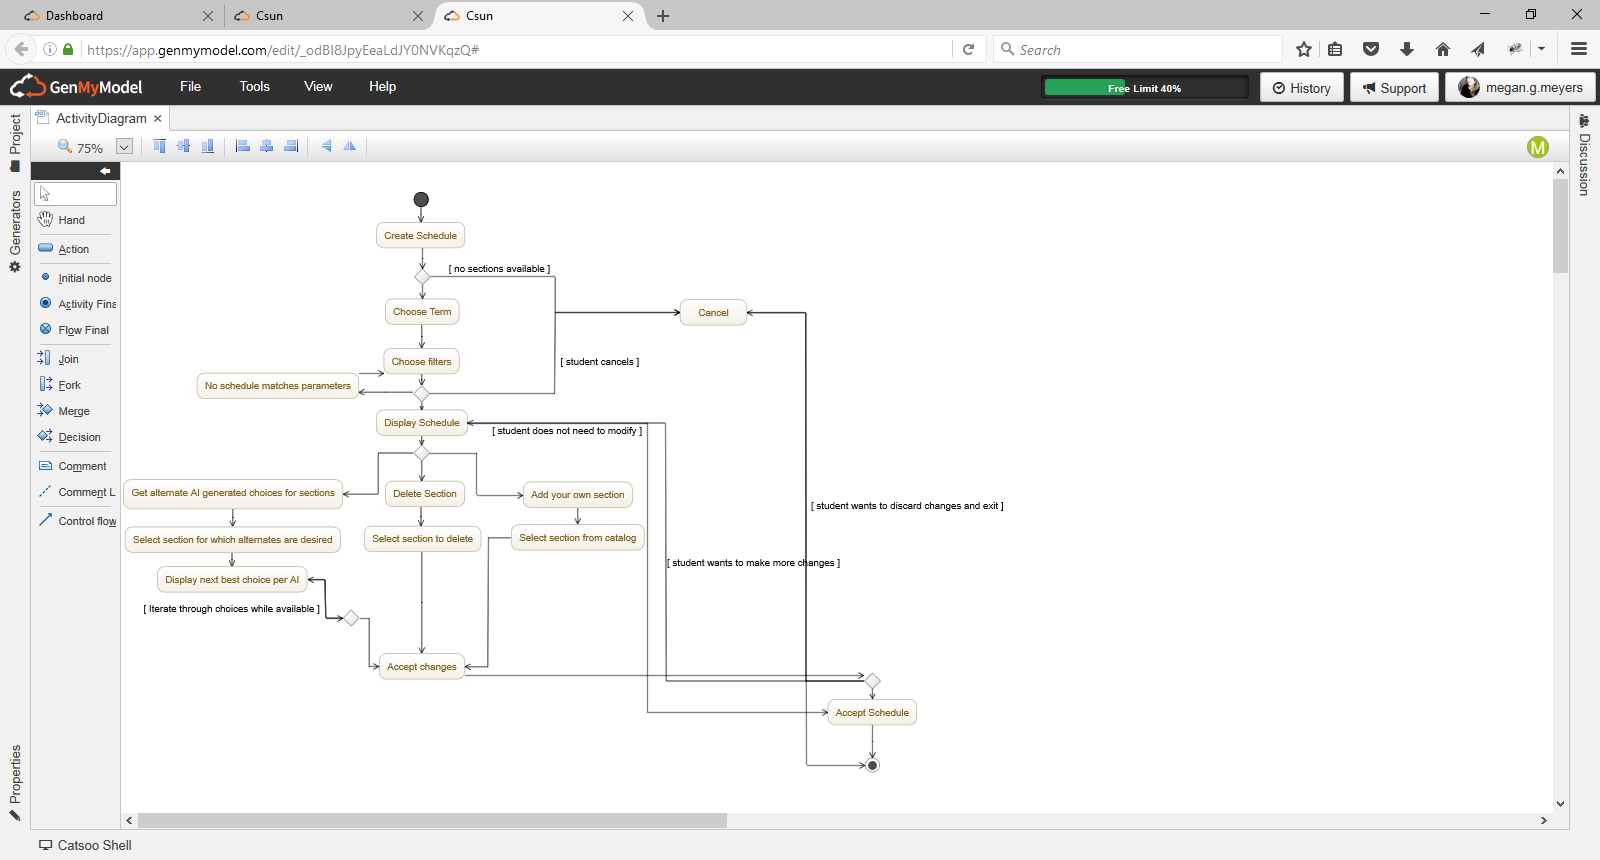 Dashboard
Csun
Csun
https://app.genmymodel.com/edit/_odBI8JpyEeaLdJY0NVKqzQ#
Search
GenMyModel
File
Tools
View
Help
Free Limit 40%
History
Support
megan.g.meyers
Project
Generators
Properties
ActivityDiagram
75%
M
Discussion
Hand
Action
Initial node
Activity Fina
Flow Final
Join
Fork
Merge
Decision
Comment
Comment L
Control flow
Create Schedule
[ no sections available ]
Choose Term
Cancel
Choose filters
[ student cancels ]
No schedule matches parameters
Display Schedule
[ student does not need to modify ]
Get alternate AI generated choices for sections
Delete Section
Add your own section
[ student wants to discard changes and exit ]
Select section for which alternates are desired
Select section to delete
Select section from catalog
[ student wants to make more changes ]
Display next best choice per AI
[ Iterate through choices while available ]
Accept changes
Accept Schedule
Catsoo Shell